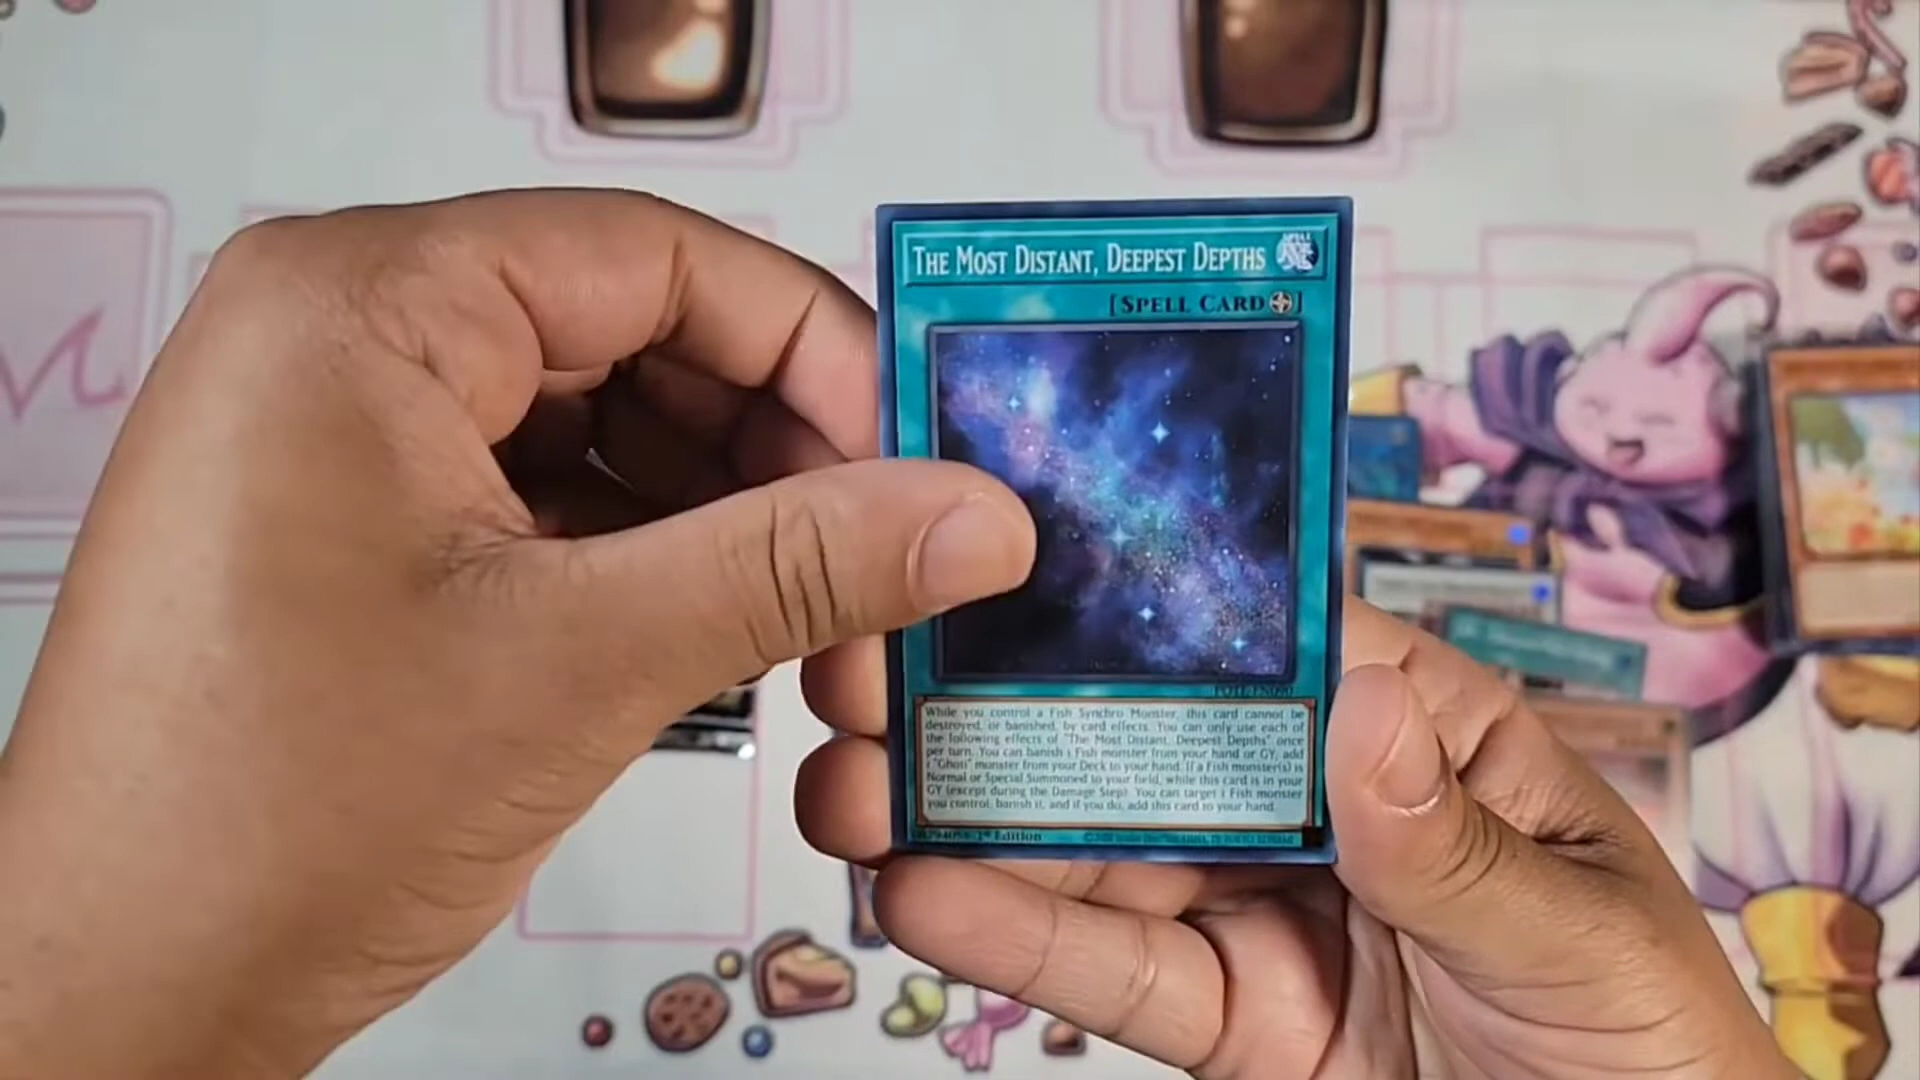 THE MOST DISTANT, DEEPEST DEPTHS
SPELL
[SPELL CARD]
POTE-EN090
While you control a Fish Synchro Monster, this card cannot be
destroyed, or banished, by card effects. You can only use each of
the following effects of "The Most Distant, Deepest Depths" once
per turn. You can banish 1 Fish monster from your hand or GY; add
1 "Ghoti" monster from your Deck to your hand. If a Fish monster(s) is
Normal or Special Summoned to your field, while this card is in your
GY (except during the Damage Step): You can target 1 Fish monster
you control; banish it, and if you do, add this card to your hand.
1st Edition